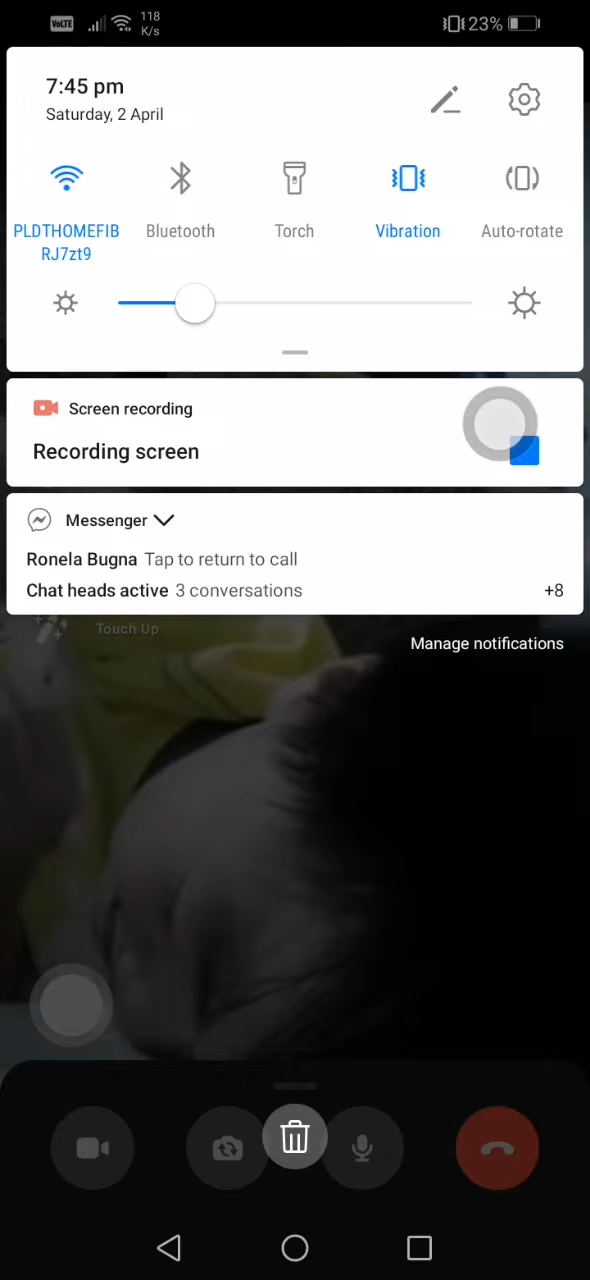 VoLTE 118 K/s 23%
7:45 pm
Saturday, 2 April
PLDTHOMEFIB
RJ7zt9
Bluetooth
Torch
Vibration
Auto-rotate
Screen recording
Recording screen
Messenger
Ronela Bugna Tap to return to call
Chat heads active 3 conversations +8
Touch Up
Manage notifications